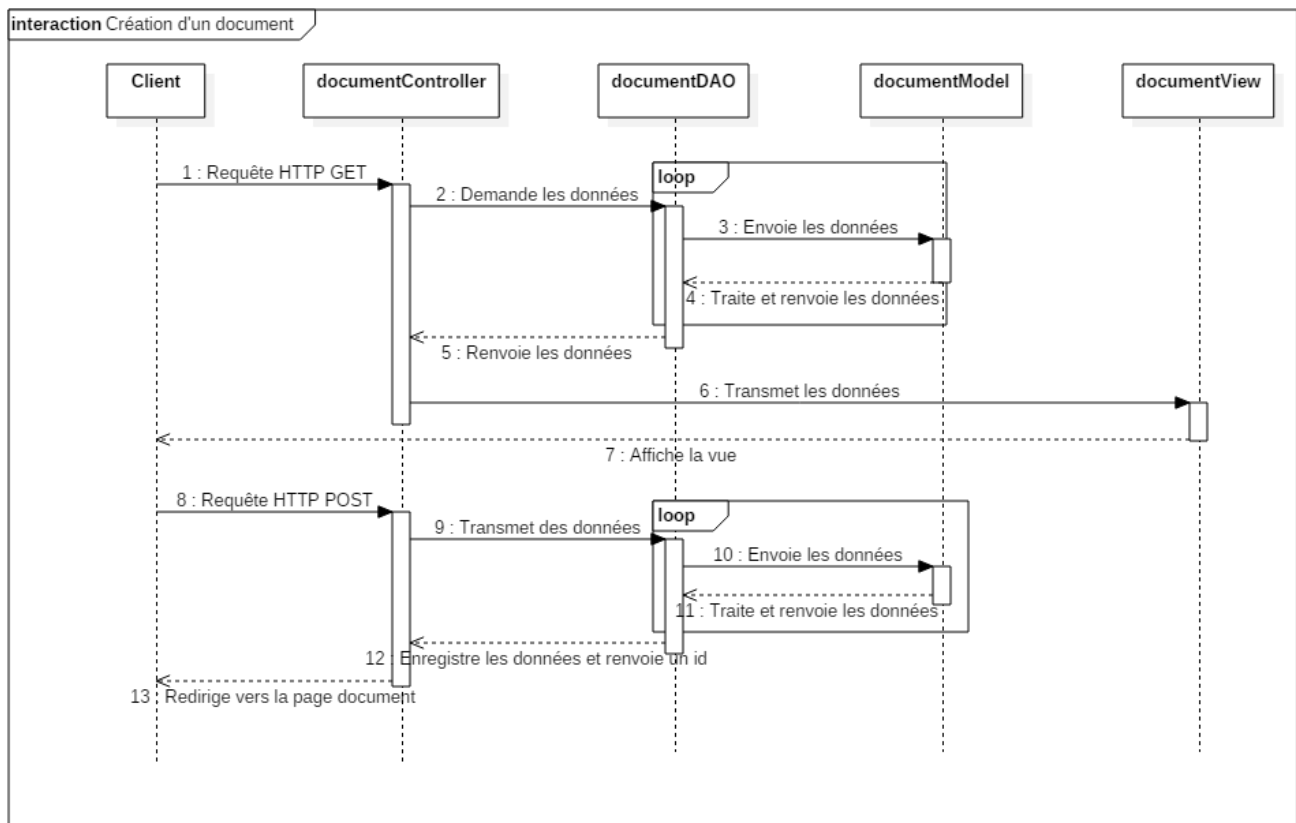 interaction Création d'un document
Client
documentController
documentDAO
documentModel
documentView
1 : Requête HTTP GET
loop
2 : Demande les données
3 : Envoie les données
4 : Traite et renvoie les données
5 : Renvoie les données
6 : Transmet les données
7 : Affiche la vue
8 : Requête HTTP POST
loop
9 : Transmet des données
10 : Envoie les données
11 : Traite et renvoie les données
12 : Enregistre les données et renvoie un id
13 : Redirige vers la page document